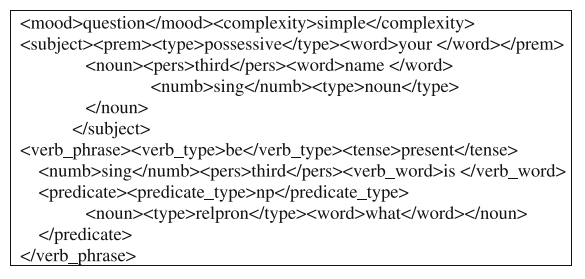 <mood>question</mood><complexity>simple</complexity>
<subject><prem><type>possessive</type><word>your </word></prem>
<noun><pers>third</pers><word>name </word>
<numb>sing</numb><type>noun</type>
</noun>
</subject>
<verb_phrase><verb_type>be</verb_type><tense>present</tense>
<numb>sing</numb><pers>third</pers><verb_word>is </verb_word>
<predicate><predicate_type>np</predicate_type>
<noun><type>relpron</type><word>what</word></noun>
</predicate>
</verb_phrase>